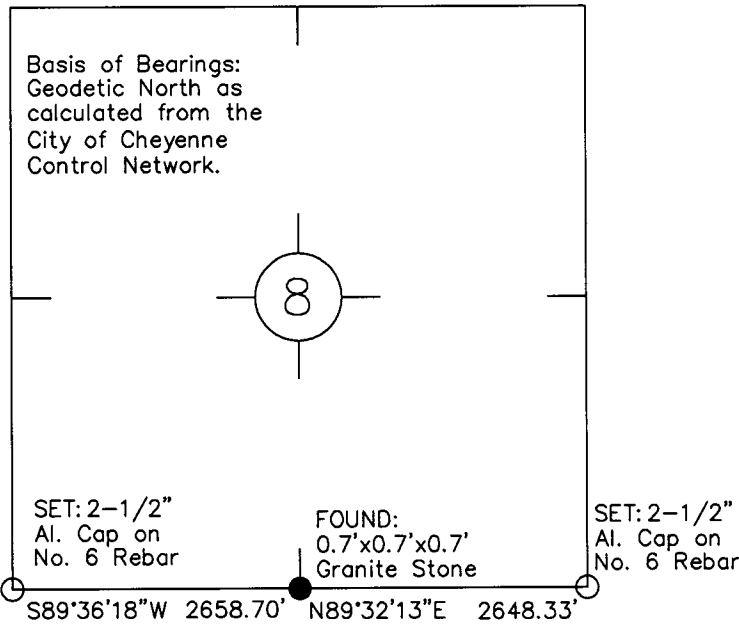 Basis of Bearings:
Geodetic North as
calculated from the
City of Cheyenne
Control Network.
8
SET: 2-1/2"
Al. Cap on
No. 6 Rebar
FOUND:
0.7'x0.7'x0.7'
Granite Stone
SET: 2-1/2"
Al. Cap on
No. 6 Rebar
S89°36'18"W 2658.70' N89°32'13"E 2648.33'